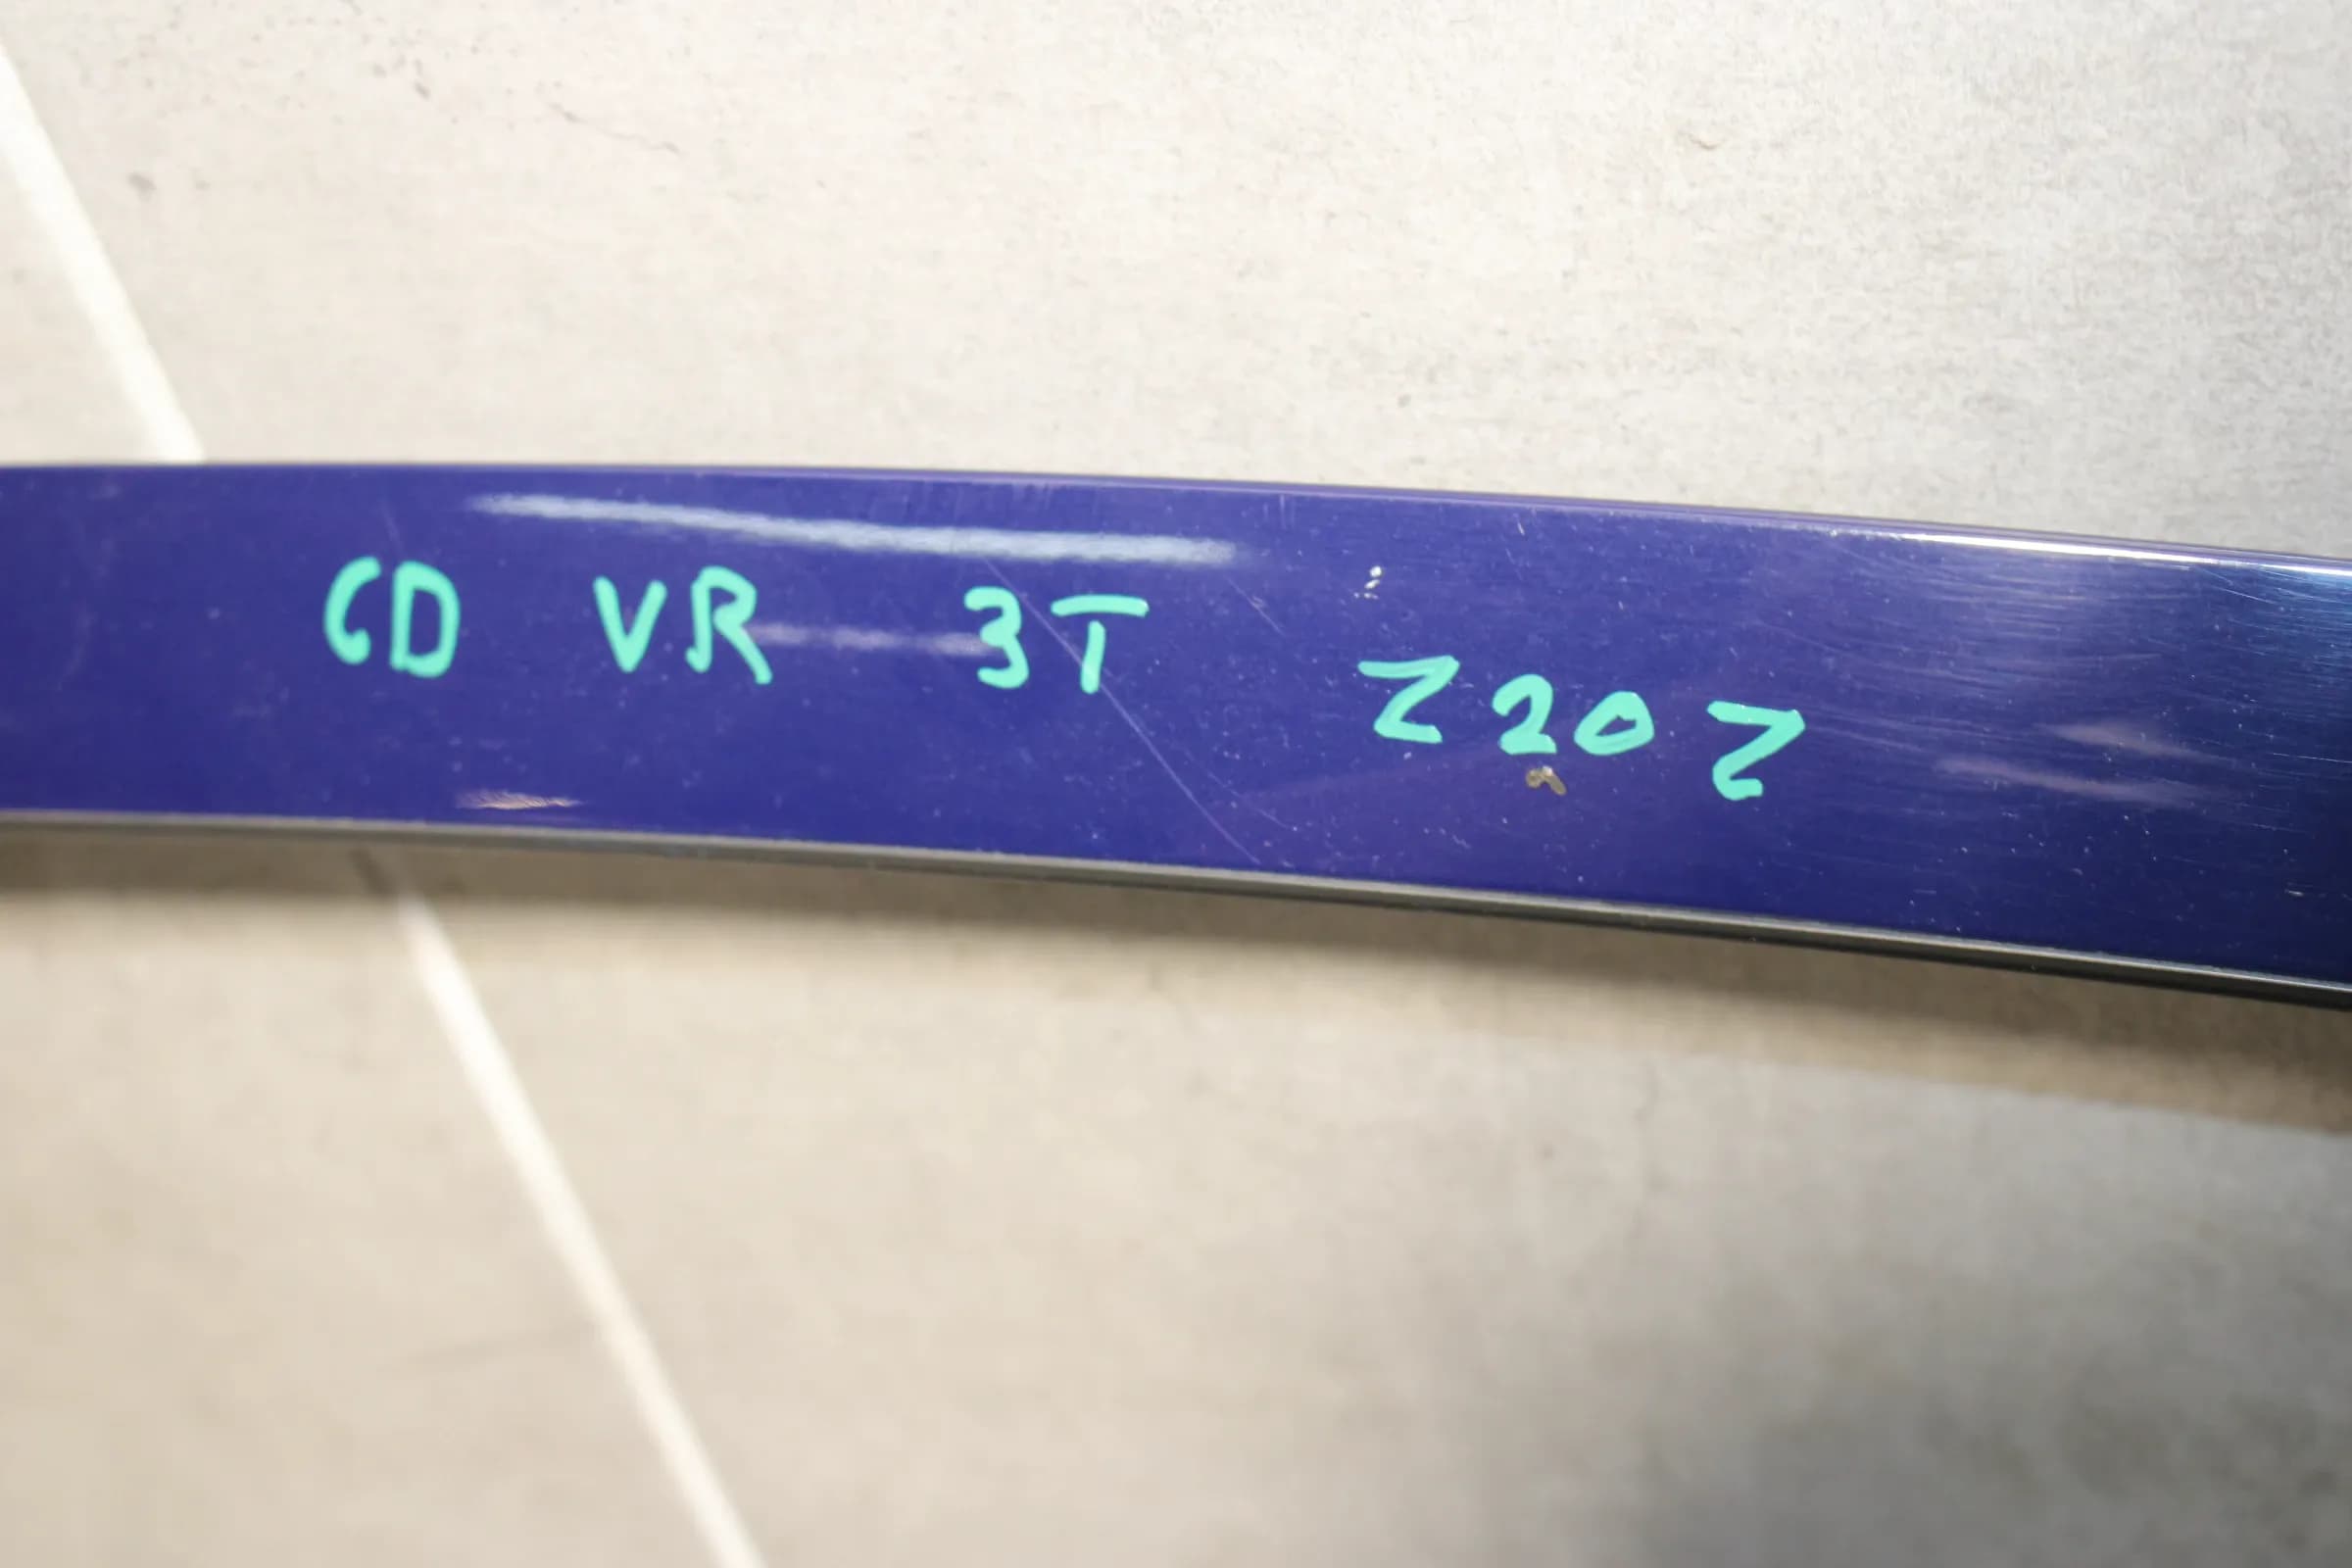 CD VR 3T Z20Z